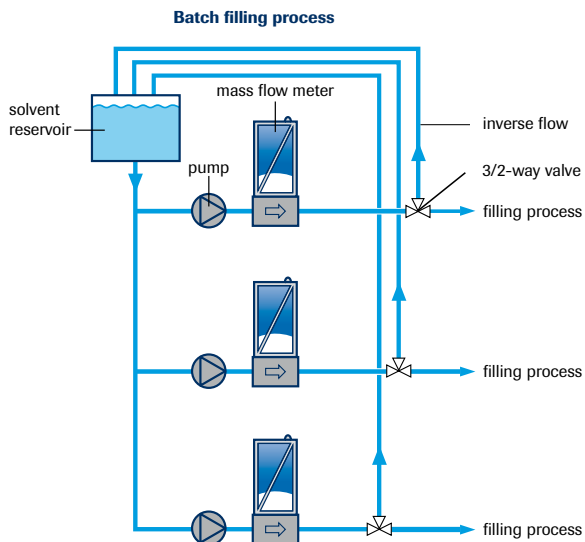 Batch filling process
mass flow meter
solvent
reservoir
inverse flow
pump
3/2-way valve
filling process
filling process
filling process